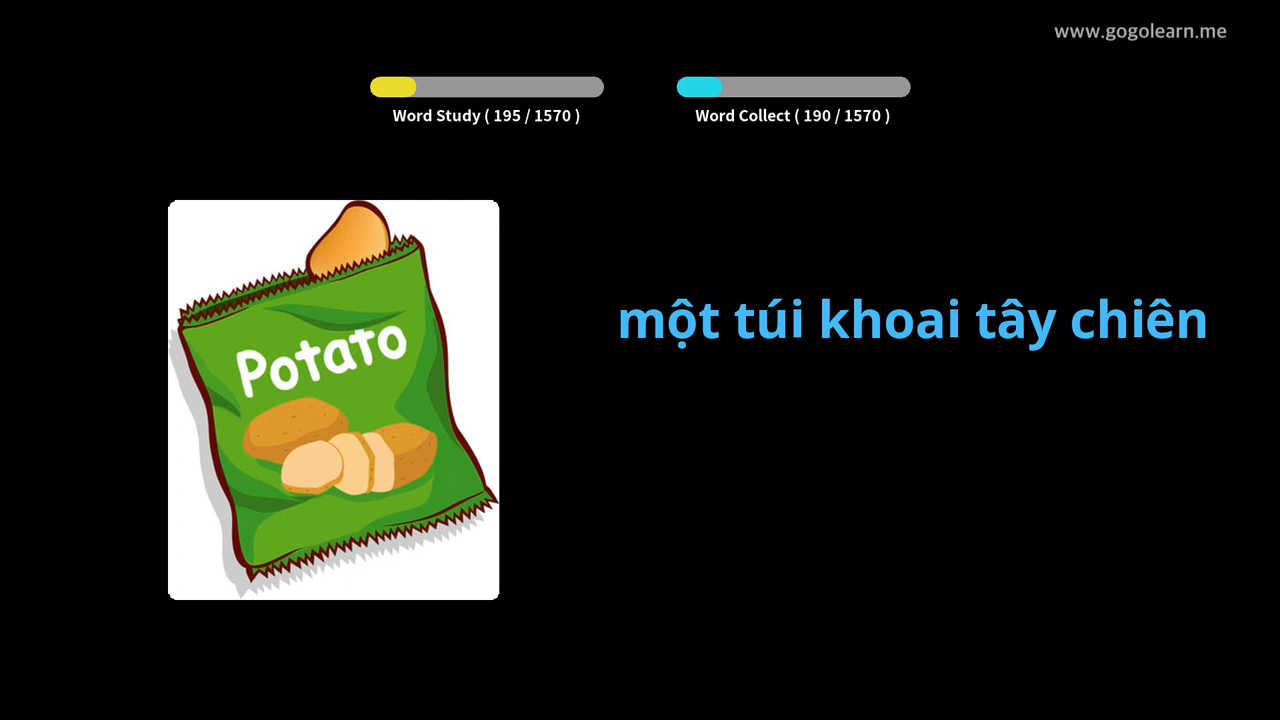 www.gogolearn.me
Word Study ( 195 / 1570 )
Word Collect ( 190 / 1570 )
Potato
một túi khoai tây chiên